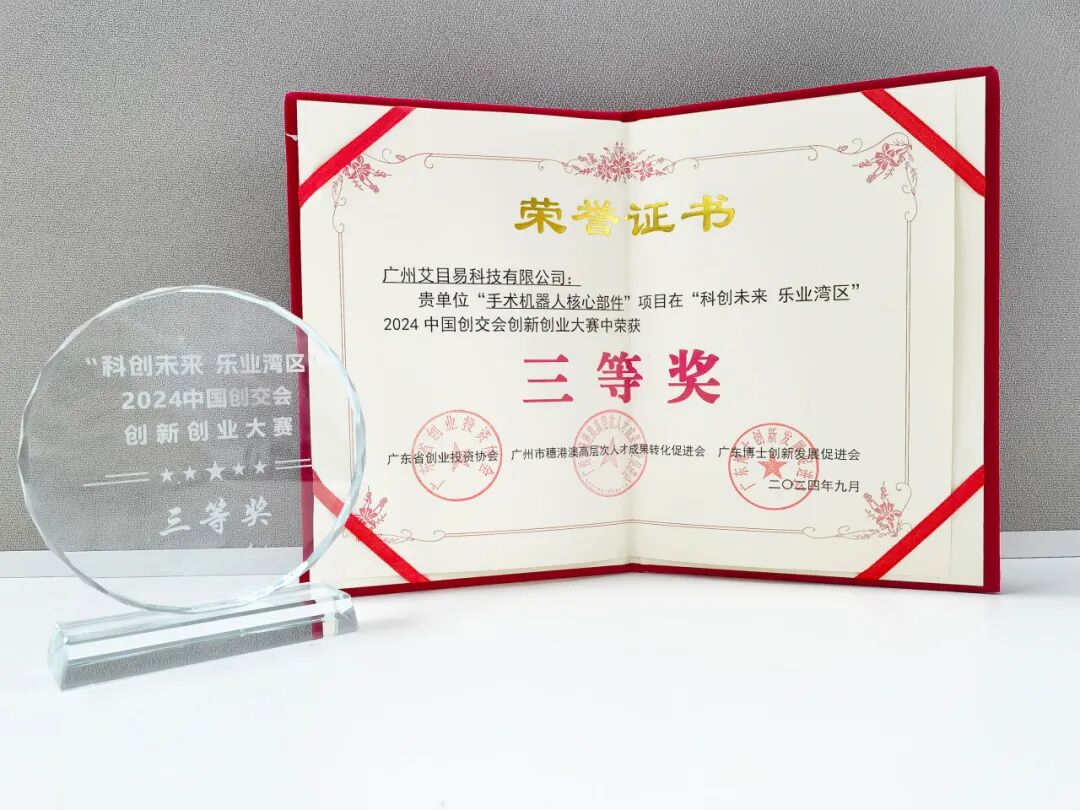 荣誉证书
广州艾目易科技有限公司：
贵单位“手术机器人核心部件”项目在“科创未来 乐业湾区”
2024中国创交会创新创业大赛中荣获
三等奖
广东省创业投资协会 广州市穗港澳高层次人才成果转化促进会 广东博士创新发展促进会
二〇二四年九月
“科创未来 乐业湾区”
2024中国创交会
创新创业大赛
三等奖